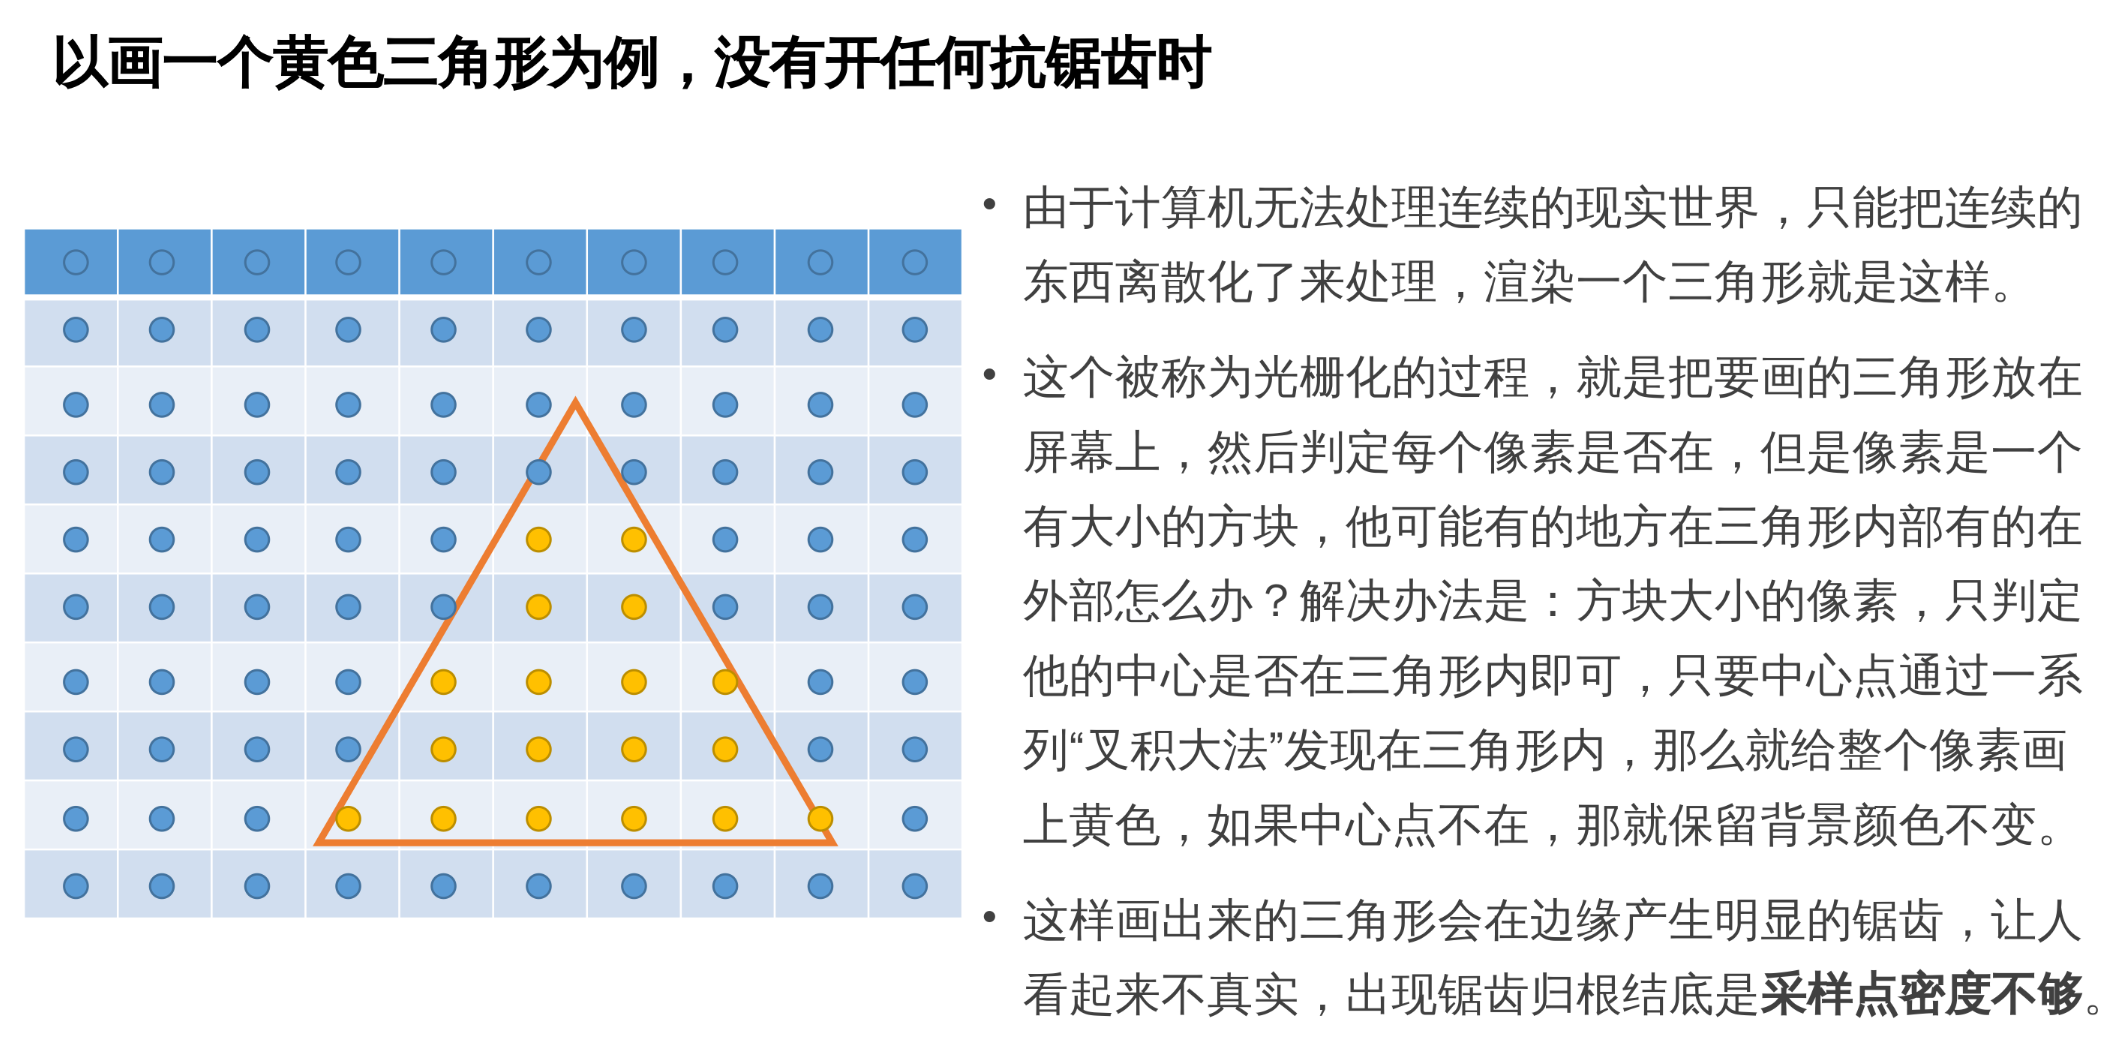 以画一个黄色三角形为例，没有开任何抗锯齿时
• 由于计算机无法处理连续的现实世界，只能把连续的
东西离散化了来处理，渲染一个三角形就是这样。
• 这个被称为光栅化的过程，就是把要画的三角形放在
屏幕上，然后判定每个像素是否在，但是像素是一个
有大小的方块，他可能有的地方在三角形内部有的在
外部怎么办？解决办法是：方块大小的像素，只判定
他的中心是否在三角形内即可，只要中心点通过一系
列“叉积大法”发现在三角形内，那么就给整个像素画
上黄色，如果中心点不在，那就保留背景颜色不变。
• 这样画出来的三角形会在边缘产生明显的锯齿，让人
看起来不真实，出现锯齿归根结底是采样点密度不够。